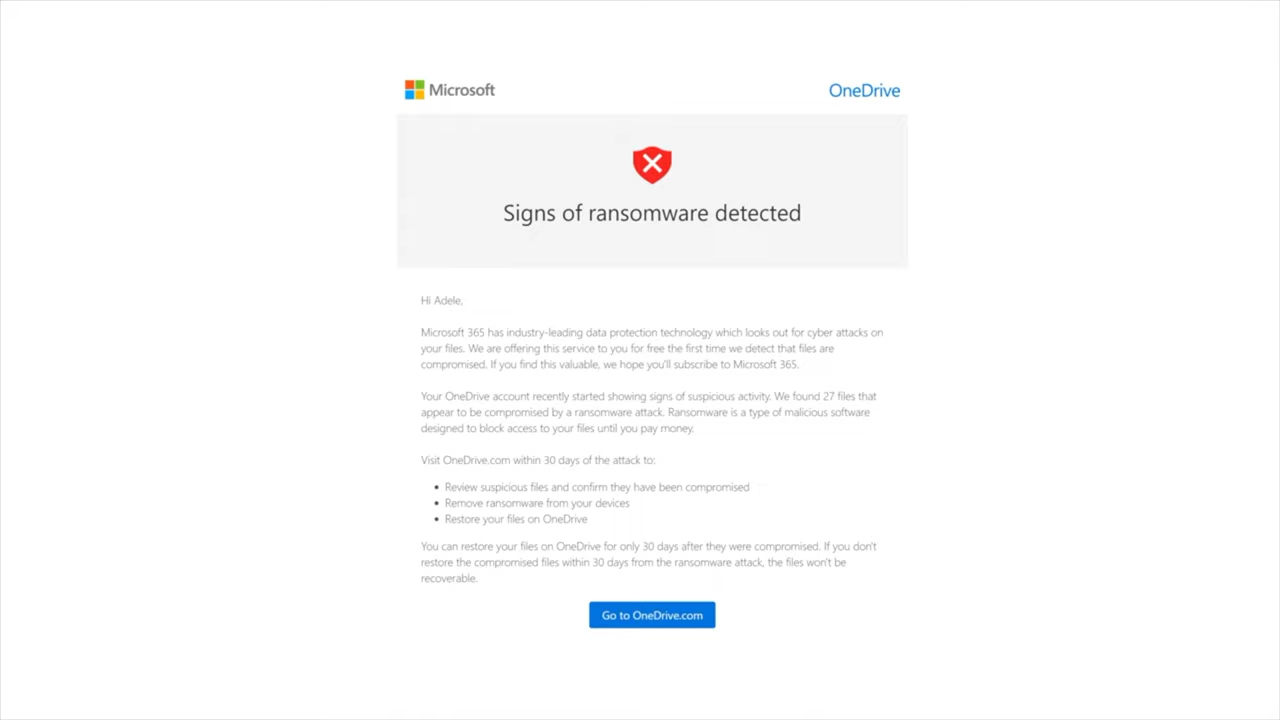 Microsoft
OneDrive
Signs of ransomware detected
Hi Adele,
Microsoft 365 has industry-leading data protection technology which looks out for cyber attacks on
your files. We are offering this service to you for free the first time we detect that files are
compromised. If you find this valuable, we hope you'll subscribe to Microsoft 365.
Your OneDrive account recently started showing signs of suspicious activity. We found 27 files that
appear to be compromised by a ransomware attack. Ransomware is a type of malicious software
designed to block access to your files until you pay money.
Visit OneDrive.com within 30 days of the attack to:
• Review suspicious files and confirm they have been compromised
• Remove ransomware from your devices
• Restore your files on OneDrive
You can restore your files on OneDrive for only 30 days after they were compromised. If you don't
restore the compromised files within 30 days from the ransomware attack, the files won't be
recoverable.
Go to OneDrive.com